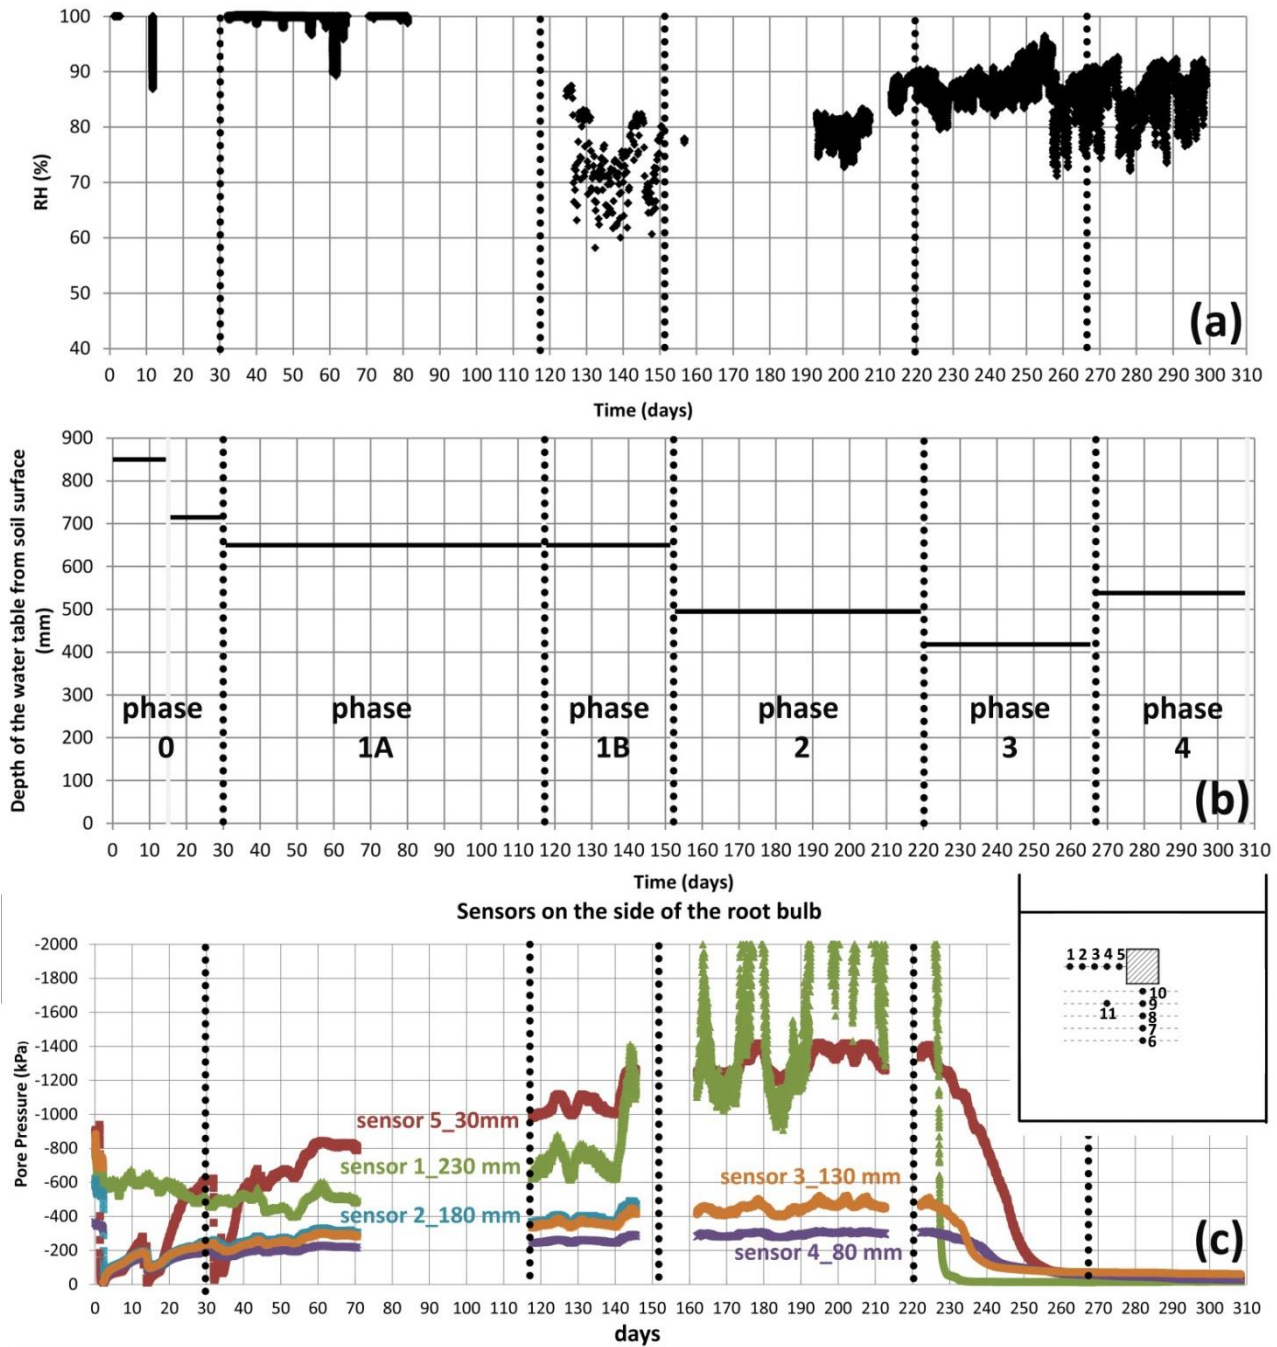 100
90
80
70
60
50
40
RH (%)
(a)
0 10 20 30 40 50 60 70 80 90 100 110 120 130 140 150 160 170 180 190 200 210 220 230 240 250 260 270 280 290 300 310
Time (days)
900
800
700
600
500
400
300
200
100
0
Depth of the water table from soil surface
(mm)
phase phase phase phase phase phase
0 1A 1B 2 3 4
(b)
0 10 20 30 40 50 60 70 80 90 100 110 120 130 140 150 160 170 180 190 200 210 220 230 240 250 260 270 280 290 300 310
Time (days)
Sensors on the side of the root bulb
-2000
-1800
-1600
-1400
-1200
-1000
-800
-600
-400
-200
0
Pore Pressure (kPa)
1 2 3 4 5
10
9
11
8
7
6
sensor 5_30mm
sensor 1_230 mm
sensor 3_130 mm
sensor 2_180 mm
sensor 4_80 mm
(c)
0 10 20 30 40 50 60 70 80 90 100 110 120 130 140 150 160 170 180 190 200 210 220 230 240 250 260 270 280 290 300 310
days